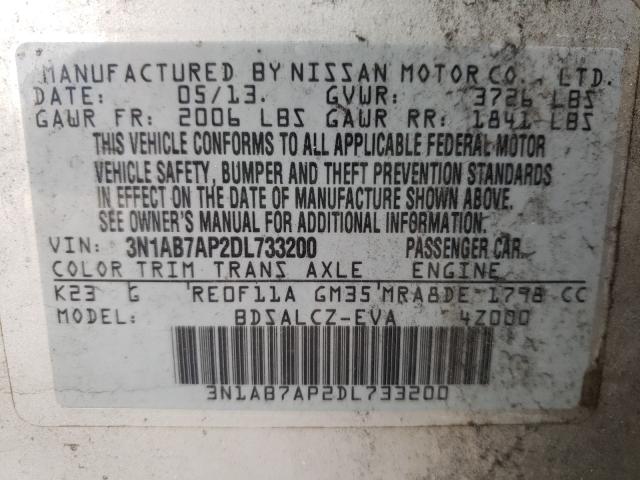 MANUFACTURED BY NISSAN MOTOR CO., LTD.
DATE: 05/13. GVWR: 3726 LBS
GAWR FR: 2006 LBS GAWR RR: 1841 LBS
THIS VEHICLE CONFORMS TO ALL APPLICABLE FEDERAL MOTOR
VEHICLE SAFETY, BUMPER AND THEFT PREVENTION STANDARDS
IN EFFECT ON THE DATE OF MANUFACTURE SHOWN ABOVE.
SEE OWNER'S MANUAL FOR ADDITIONAL INFORMATION.
VIN: 3N1AB7AP2DL733200 PASSENGER CAR
COLOR TRIM TRANS AXLE ENGINE
K23 G RE0F11A GM35 MRA8DE 1798 CC
MODEL: BDSALCZ-EVA 4Z000
3N1AB7AP2DL733200